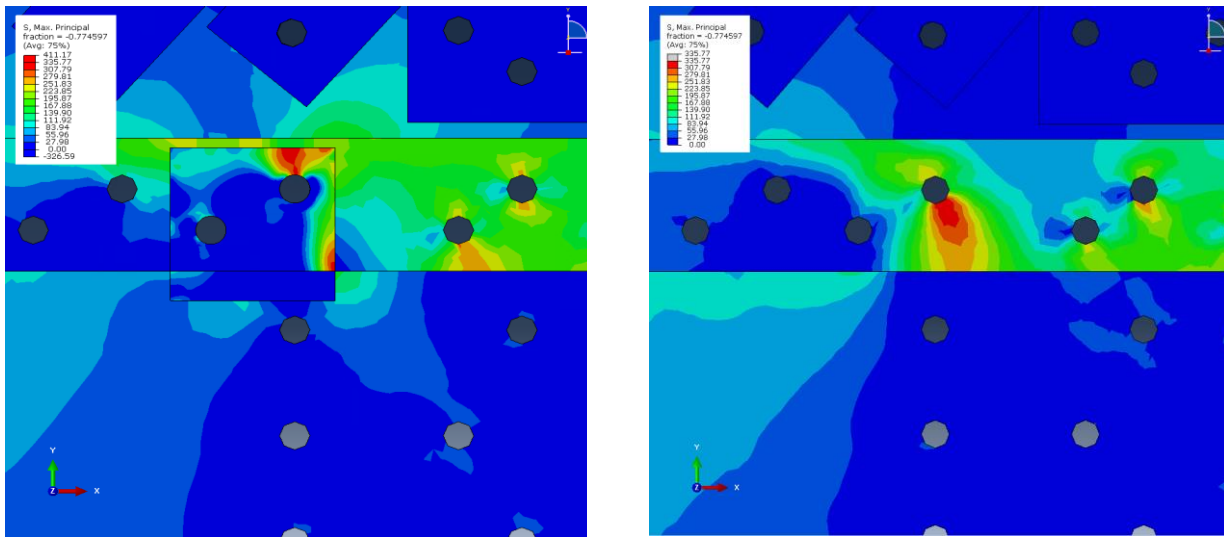 S, Max. Principal
fraction = -0.774597
(Avg: 75%)
411.17
335.77
307.79
279.81
251.83
223.85
195.87
167.88
139.90
111.92
83.94
55.96
27.98
0.00
-326.59
Y
Z
X
S, Max. Principal
fraction = -0.774597
(Avg: 75%)
335.77
335.77
307.79
279.81
251.83
223.85
195.87
167.88
139.90
111.92
83.94
55.96
27.98
0.00
Y
Z
X